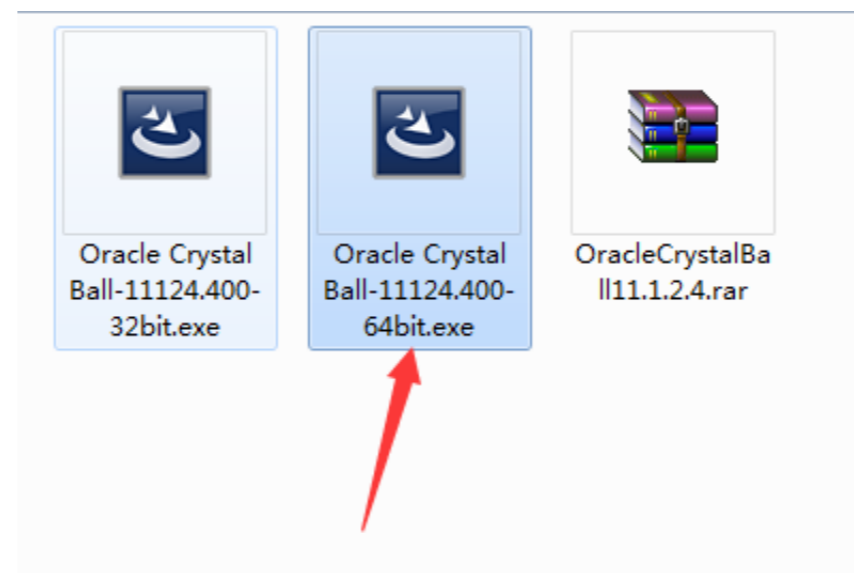 Oracle Crystal
Ball-11124.400-
32bit.exe
Oracle Crystal
Ball-11124.400-
64bit.exe
OracleCrystalBa
ll11.1.2.4.rar